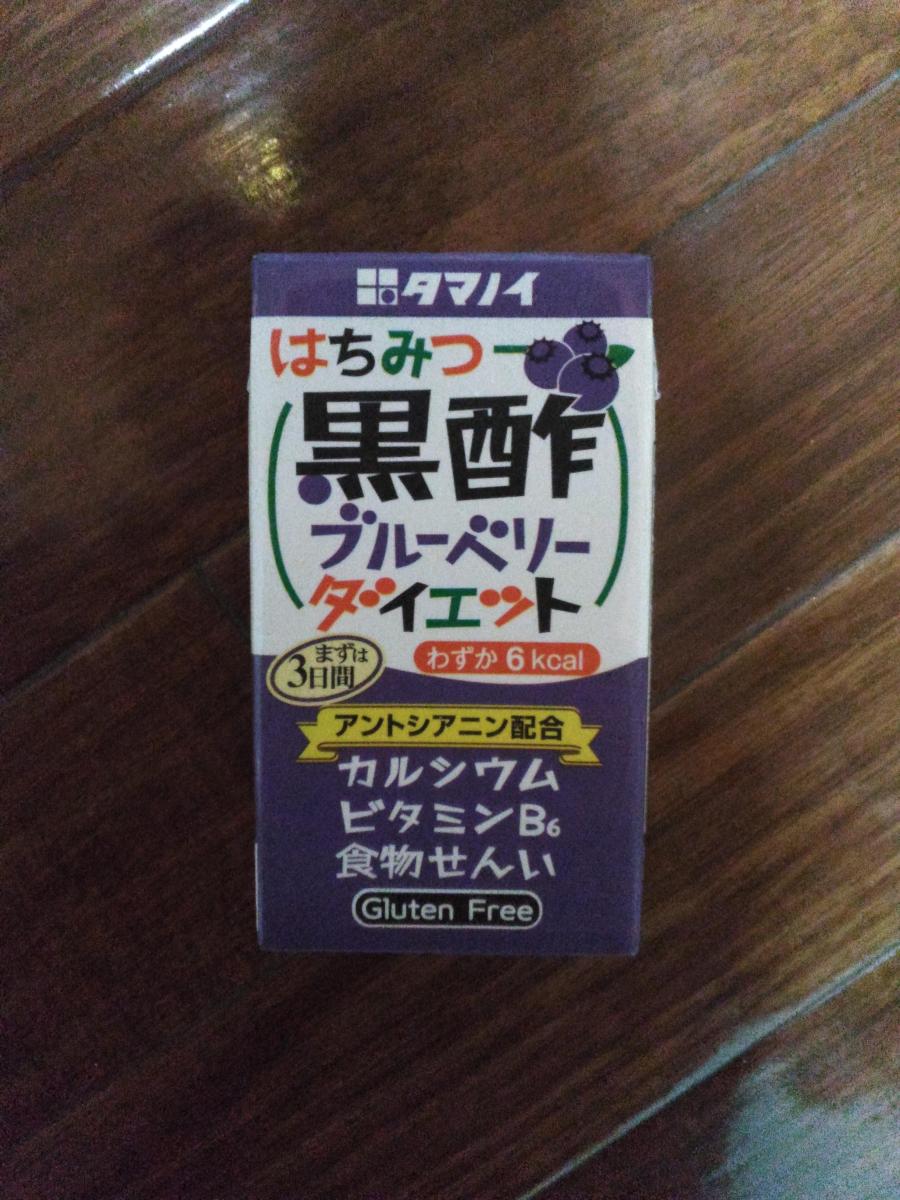 タマノイ
はちみつ
黒酢
ブルーベリー
ダイエット
まずは
3日間
わずか 6 kcal
アントシアニン配合
カルシウム
ビタミンB6
食物せんい
Gluten Free